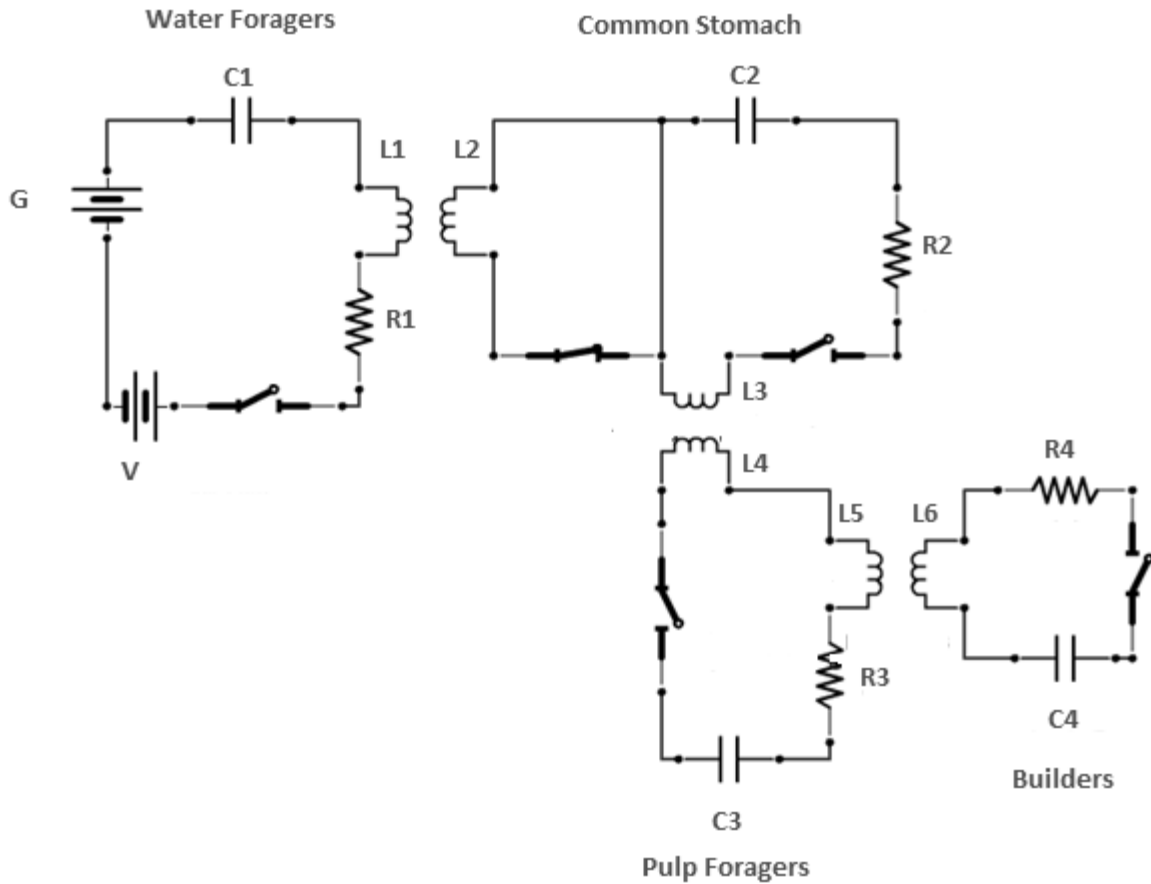 Water Foragers
Common Stomach
C1
C2
L1
L2
G
R2
R1
L3
V
L4
R4
L5
L6
R3
C4
Builders
C3
Pulp Foragers